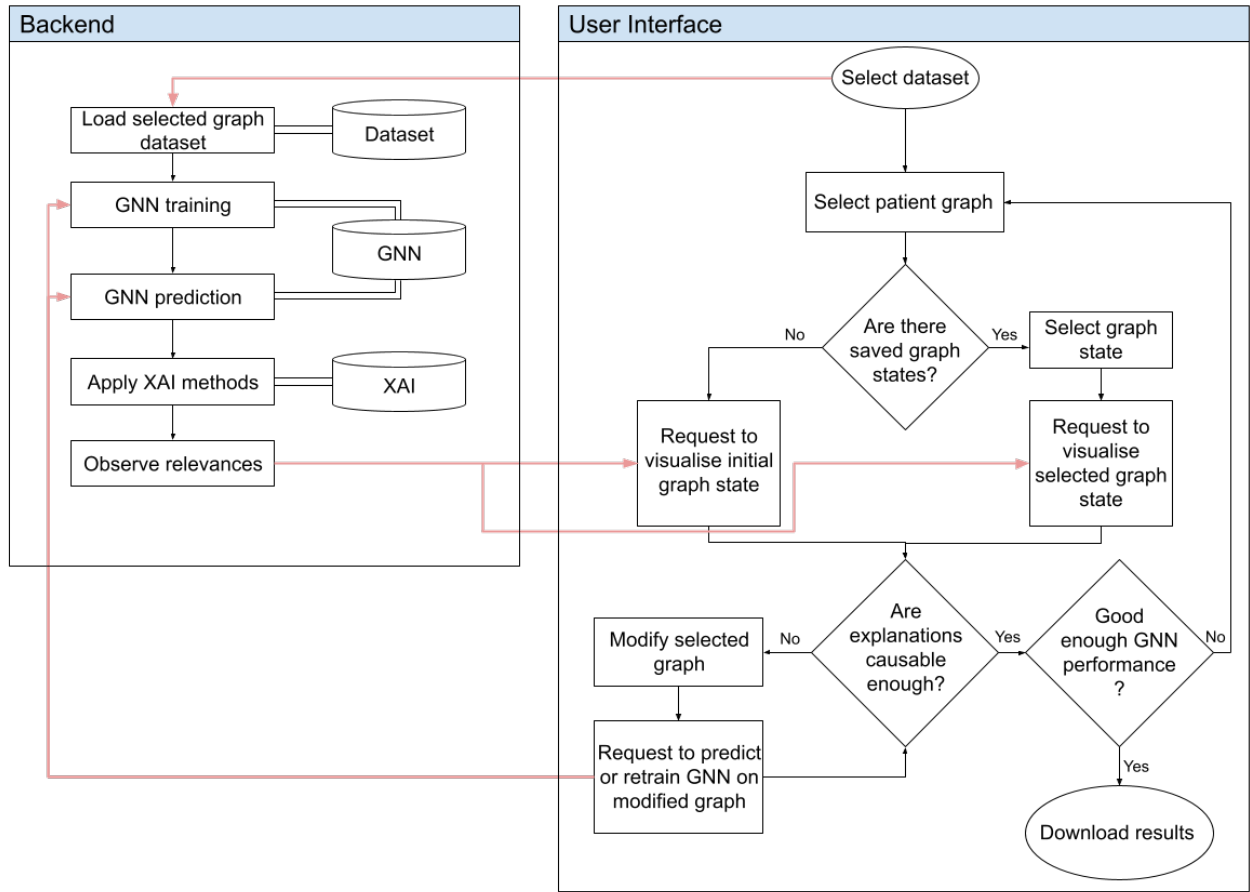 Backend
Load selected graph
dataset
Dataset
GNN training
GNN
GNN prediction
Apply XAI methods
XAI
Observe relevances
User Interface
Select dataset
Select patient graph
Are there
saved graph
states?
No
Yes
Select graph
state
Request to
visualise initial
graph state
Request to
visualise
selected graph
state
Are
explanations
causable
enough?
No
Yes
Modify selected
graph
Request to predict
or retrain GNN on
modified graph
Good
enough GNN
performance
?
No
Yes
Download results